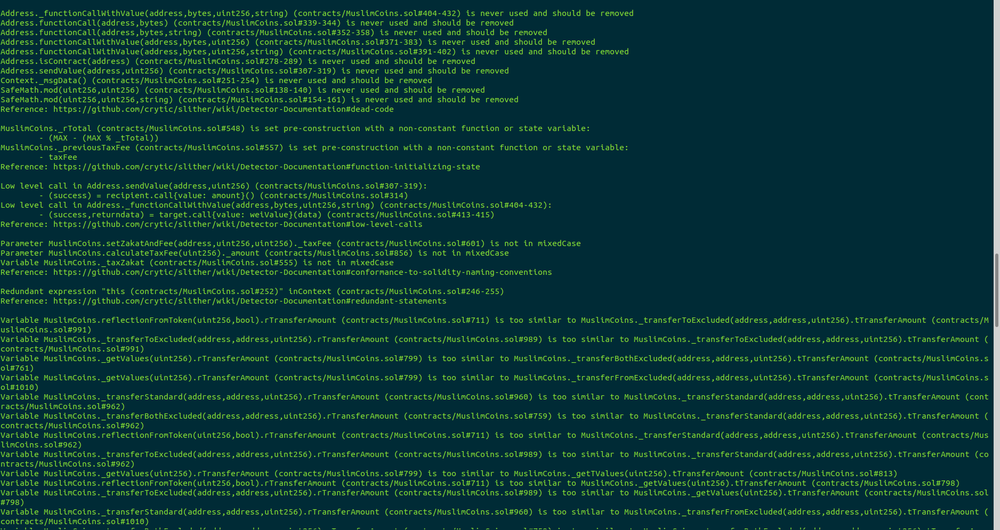 Address._functionCallWithValue(address,bytes,uint256,string) (contracts/MuslimCoins.sol#404-432) is never used and should be removed
Address.functionCall(address,bytes) (contracts/MuslimCoins.sol#339-344) is never used and should be removed
Address.functionCall(address,bytes,string) (contracts/MuslimCoins.sol#352-358) is never used and should be removed
Address.functionCallWithValue(address,bytes,uint256) (contracts/MuslimCoins.sol#371-383) is never used and should be removed
Address.functionCallWithValue(address,bytes,uint256,string) (contracts/MuslimCoins.sol#391-402) is never used and should be removed
Address.isContract(address) (contracts/MuslimCoins.sol#278-289) is never used and should be removed
Address.sendValue(address,uint256) (contracts/MuslimCoins.sol#307-319) is never used and should be removed
Context._msgData() (contracts/MuslimCoins.sol#251-254) is never used and should be removed
SafeMath.mod(uint256,uint256) (contracts/MuslimCoins.sol#138-140) is never used and should be removed
SafeMath.mod(uint256,uint256,string) (contracts/MuslimCoins.sol#154-161) is never used and should be removed
Reference: https://github.com/crytic/slither/wiki/Detector-Documentation#dead-code
MuslimCoins._rTotal (contracts/MuslimCoins.sol#548) is set pre-construction with a non-constant function or state variable:
- (MAX - (MAX % _tTotal))
MuslimCoins._previousTaxFee (contracts/MuslimCoins.sol#557) is set pre-construction with a non-constant function or state variable:
- taxFee
Reference: https://github.com/crytic/slither/wiki/Detector-Documentation#function-initializing-state
Low level call in Address.sendValue(address,uint256) (contracts/MuslimCoins.sol#307-319):
- (success) = recipient.call{value: amount}() (contracts/MuslimCoins.sol#314)
Low level call in Address._functionCallWithValue(address,bytes,uint256,string) (contracts/MuslimCoins.sol#404-432):
- (success,returndata) = target.call{value: weiValue}(data) (contracts/MuslimCoins.sol#413-415)
Reference: https://github.com/crytic/slither/wiki/Detector-Documentation#low-level-calls
Parameter MuslimCoins.setZakatAndFee(address,uint256,uint256)._taxFee (contracts/MuslimCoins.sol#601) is not in mixedCase
Parameter MuslimCoins.calculateTaxFee(uint256)._amount (contracts/MuslimCoins.sol#856) is not in mixedCase
Variable MuslimCoins._taxZakat (contracts/MuslimCoins.sol#555) is not in mixedCase
Reference: https://github.com/crytic/slither/wiki/Detector-Documentation#conformance-to-solidity-naming-conventions
Redundant expression "this (contracts/MuslimCoins.sol#252)" inContext (contracts/MuslimCoins.sol#246-255)
Reference: https://github.com/crytic/slither/wiki/Detector-Documentation#redundant-statements
Variable MuslimCoins.reflectionFromToken(uint256,bool).rTransferAmount (contracts/MuslimCoins.sol#711) is too similar to MuslimCoins._transferToExcluded(address,address,uint256).tTransferAmount (contracts/M
uslimCoins.sol#991)
Variable MuslimCoins._transferToExcluded(address,address,uint256).rTransferAmount (contracts/MuslimCoins.sol#989) is too similar to MuslimCoins._transferToExcluded(address,address,uint256).tTransferAmount (
contracts/MuslimCoins.sol#991)
Variable MuslimCoins._getValues(uint256).rTransferAmount (contracts/MuslimCoins.sol#799) is too similar to MuslimCoins._transferBothExcluded(address,address,uint256).tTransferAmount (contracts/MuslimCoins.s
ol#761)
Variable MuslimCoins._getValues(uint256).rTransferAmount (contracts/MuslimCoins.sol#799) is too similar to MuslimCoins._transferFromExcluded(address,address,uint256).tTransferAmount (contracts/MuslimCoins.s
ol#1010)
Variable MuslimCoins._transferStandard(address,address,uint256).rTransferAmount (contracts/MuslimCoins.sol#960) is too similar to MuslimCoins._transferStandard(address,address,uint256).tTransferAmount (cont
racts/MuslimCoins.sol#962)
Variable MuslimCoins._transferBothExcluded(address,address,uint256).rTransferAmount (contracts/MuslimCoins.sol#759) is too similar to MuslimCoins._transferStandard(address,address,uint256).tTransferAmount (
contracts/MuslimCoins.sol#962)
Variable MuslimCoins.reflectionFromToken(uint256,bool).rTransferAmount (contracts/MuslimCoins.sol#711) is too similar to MuslimCoins._transferStandard(address,address,uint256).tTransferAmount (contracts/Mus
limCoins.sol#962)
Variable MuslimCoins._transferToExcluded(address,address,uint256).rTransferAmount (contracts/MuslimCoins.sol#989) is too similar to MuslimCoins._transferStandard(address,address,uint256).tTransferAmount (co
ntracts/MuslimCoins.sol#962)
Variable MuslimCoins._getValues(uint256).rTransferAmount (contracts/MuslimCoins.sol#799) is too similar to MuslimCoins._getTValues(uint256).tTransferAmount (contracts/MuslimCoins.sol#813)
Variable MuslimCoins.reflectionFromToken(uint256,bool).rTransferAmount (contracts/MuslimCoins.sol#711) is too similar to MuslimCoins._getValues(uint256).tTransferAmount (contracts/MuslimCoins.sol#798)
Variable MuslimCoins._transferToExcluded(address,address,uint256).rTransferAmount (contracts/MuslimCoins.sol#989) is too similar to MuslimCoins._getValues(uint256).tTransferAmount (contracts/MuslimCoins.sol
#798)
Variable MuslimCoins._transferStandard(address,address,uint256).rTransferAmount (contracts/MuslimCoins.sol#960) is too similar to MuslimCoins._transferFromExcluded(address,address,uint256).tTransferAmount (
contracts/MuslimCoins.sol#1010)